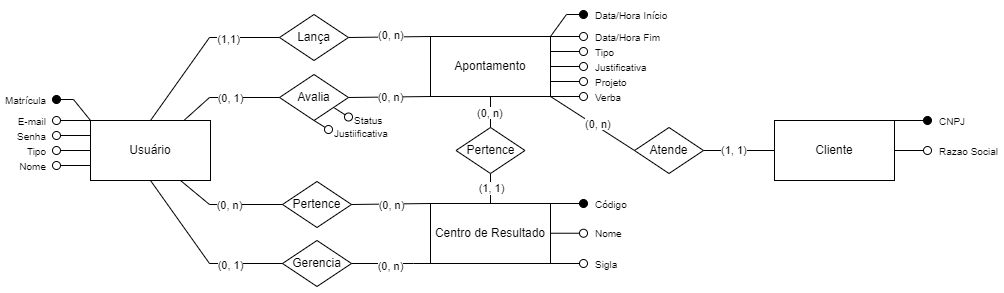 Data/Hora Início
Lança
(1,1)
(0, n)
Data/Hora Fim
Tipo
Apontamento
Justificativa
Projeto
Verba
Avalia
(0, 1)
(0, n)
Status
Justiificativa
Matrícula
E-mail
Senha
Tipo
Nome
Usuário
(0, n)
(0, n)
CNPJ
Pertence
Atende
(1, 1)
Cliente
Razao Social
(1, 1)
Pertence
(0, n)
(0, n)
Código
Centro de Resultado
Nome
Gerencia
(0, 1)
(0, n)
Sigla